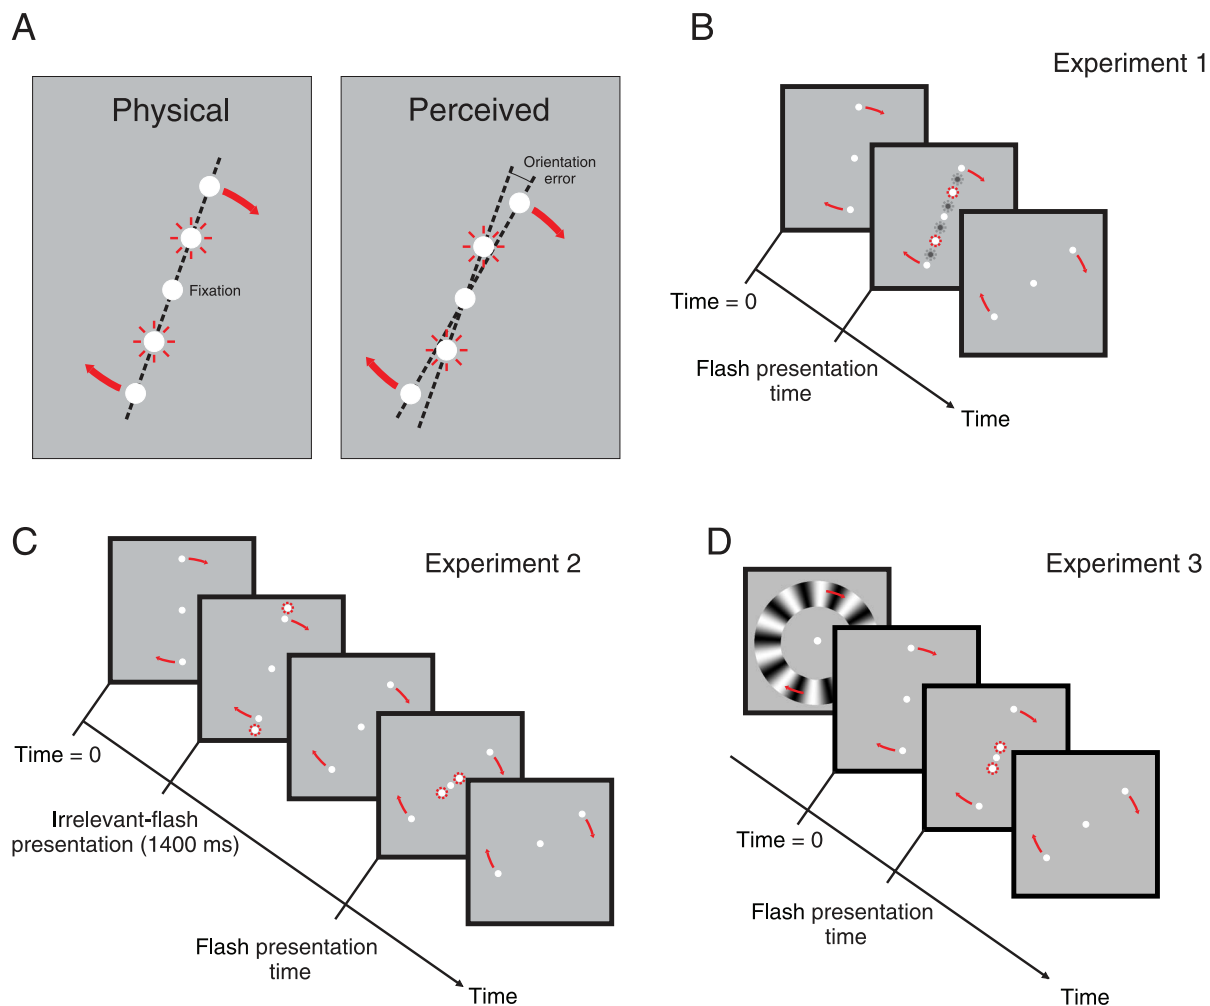 A
Physical
Fixation
Perceived
Orientation
error
B
Experiment 1
Time = 0
Flash presentation
time
Time
C
Experiment 2
Time = 0
Irrelevant-flash
presentation (1400 ms)
Flash presentation
time
Time
D
Experiment 3
Time = 0
Flash presentation
time
Time